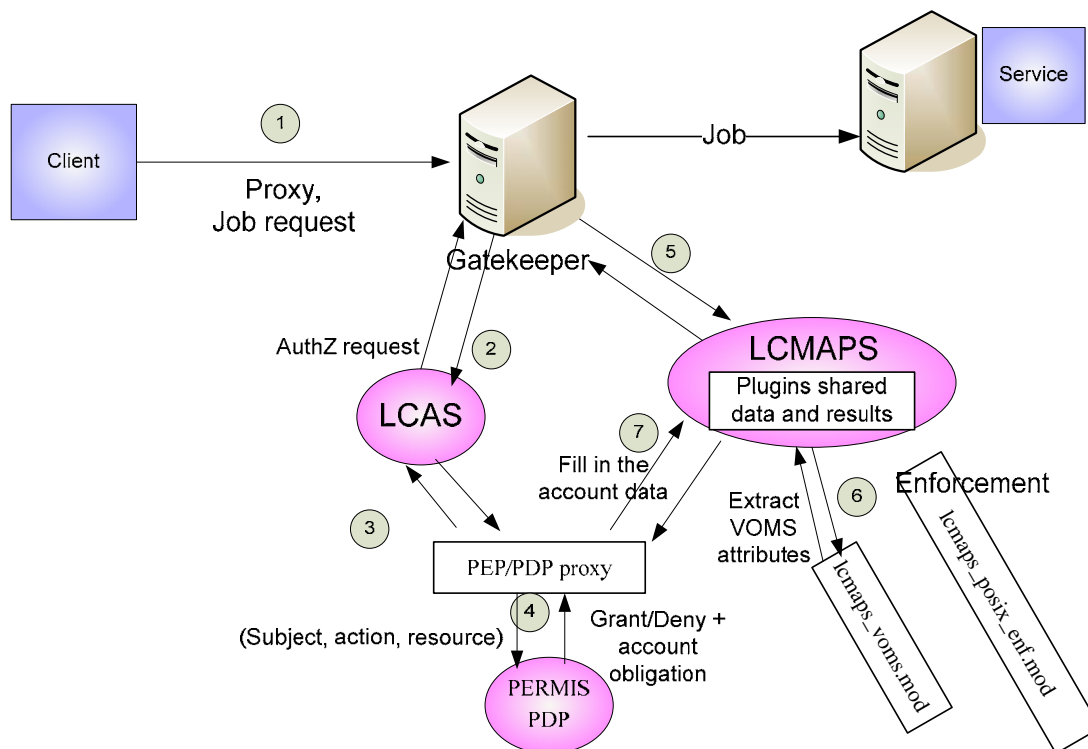 Service
1
Client
Job
Proxy,
Job request
Gatekeeper
5
AuthZ request
2
LCMAPS
Plugins shared
data and results
LCAS
7
Fill in the
account data
Enforcement
6
Extract
VOMS
attributes
3
lcmaps_posix_enf.mod
lcmaps_voms.mod
PEP/PDP proxy
4
(Subject, action, resource)
Grant/Deny +
account
obligation
PERMIS
PDP